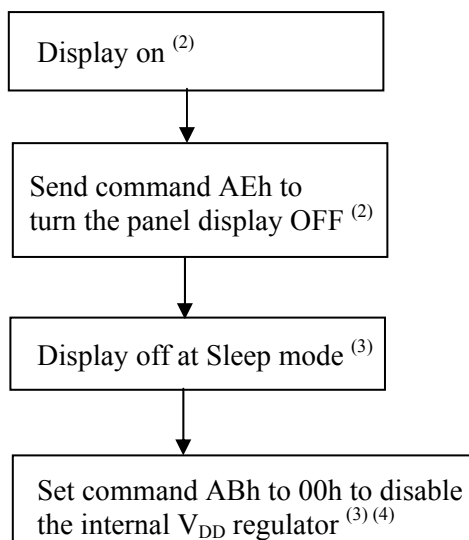 Display on (2)
Send command AEh to
turn the panel display OFF (2)
Display off at Sleep mode (3)
Set command ABh to 00h to disable
the internal VDD regulator (3) (4)